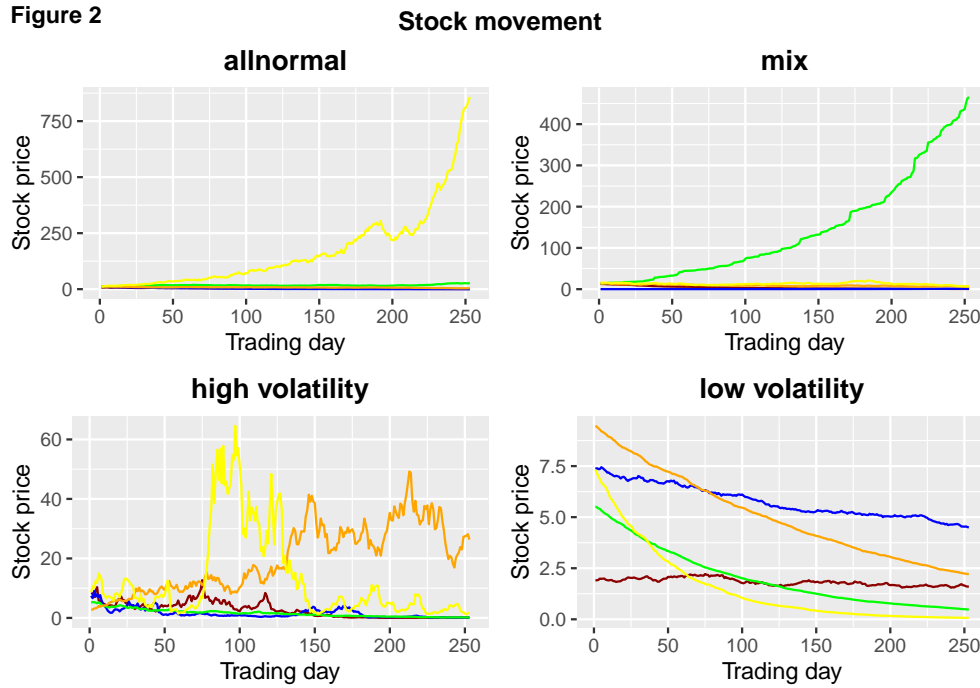 Figure 2
Stock movement
allnormal
Stock price
750
500
250
0
0 50 100 150 200 250
Trading day
mix
Stock price
400
300
200
100
0
0 50 100 150 200 250
Trading day
high volatility
Stock price
60
40
20
0
0 50 100 150 200 250
Trading day
low volatility
Stock price
7.5
5.0
2.5
0.0
0 50 100 150 200 250
Trading day